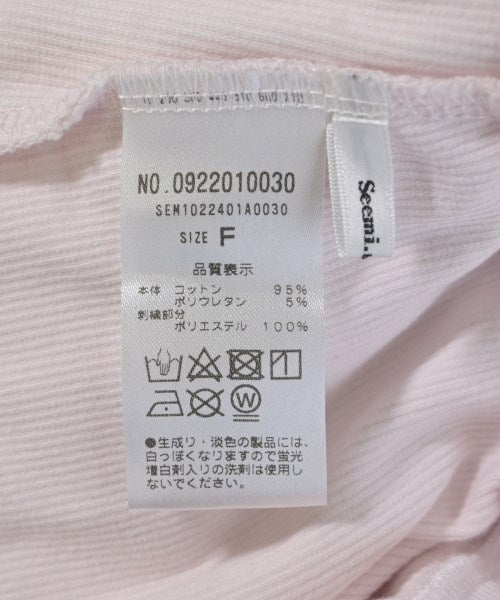 NO.0922010030
SEM1022401A0030
SIZE F
品質表示
本体 コットン 95%
ポリウレタン 5%
刺繍部分
ポリエステル 100%
W
●生成り・淡色の製品には、
白っぽくなりますので蛍光
増白剤入りの洗剤は使用し
ないでください。
Seemi.